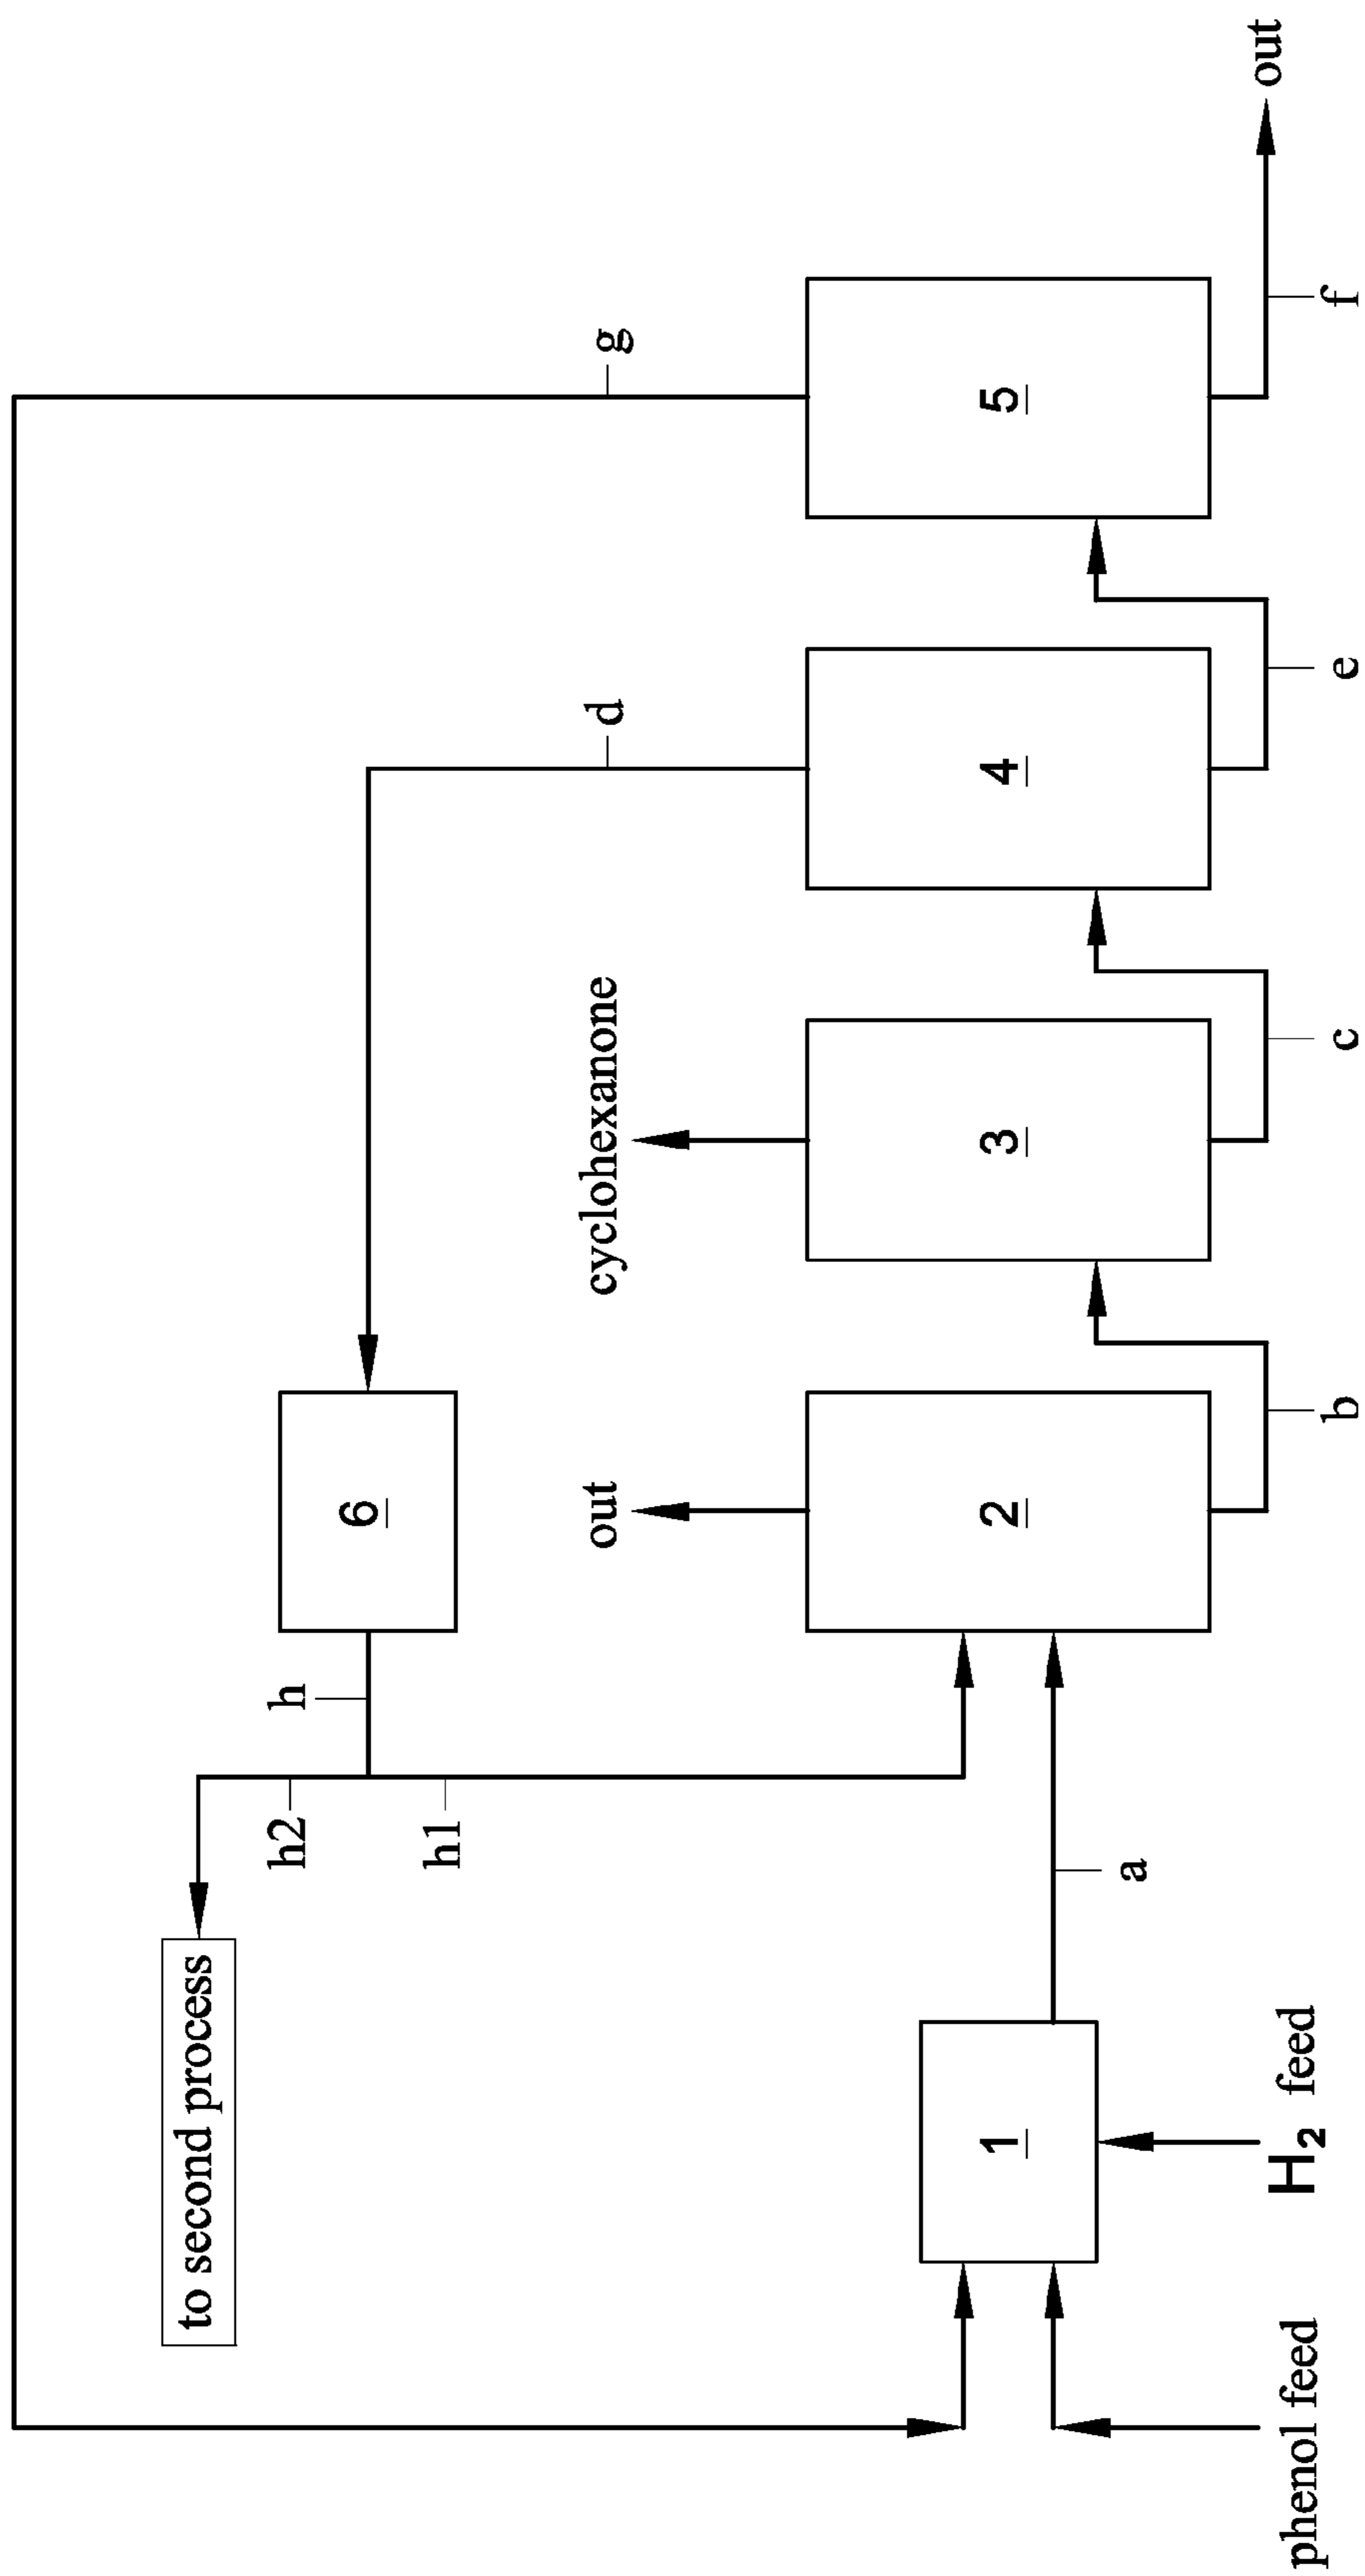 g
d
to second process
h2
h
6
h1
out
cyclohexanone
1
2
3
4
5
a
phenol feed
H₂ feed
b
c
e
f
out